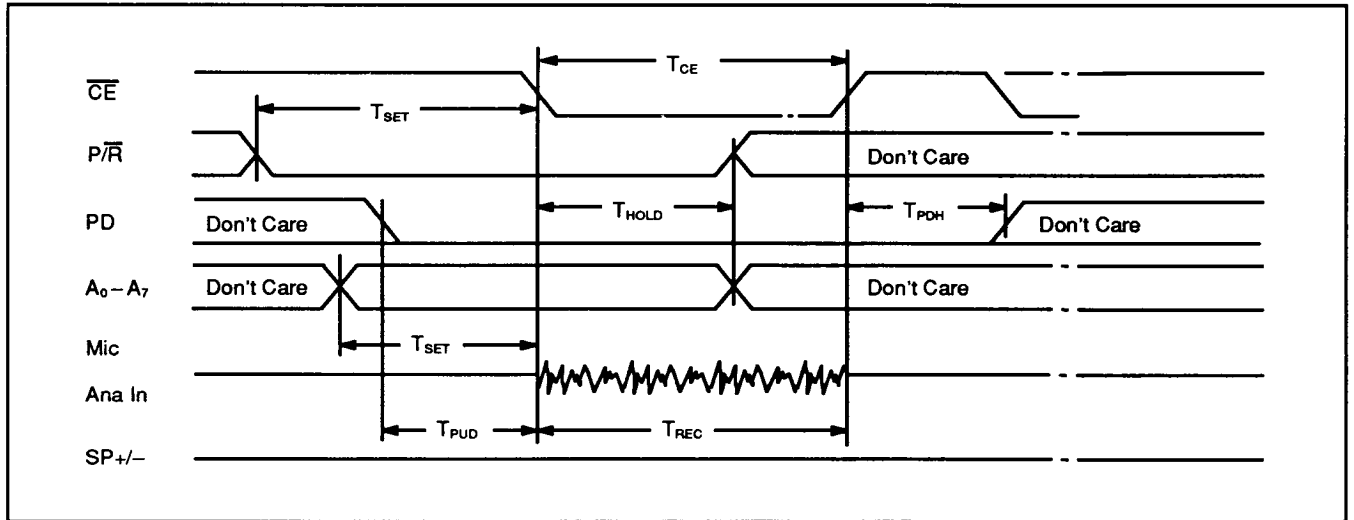 T_CE
C̅E̅
T_SET
P/R̅
Don't Care
PD
Don't Care
T_HOLD
T_PDH
Don't Care
A₀–A₇
Don't Care
Don't Care
Mic
T_SET
Ana In
T_PUD
T_REC
SP+/–